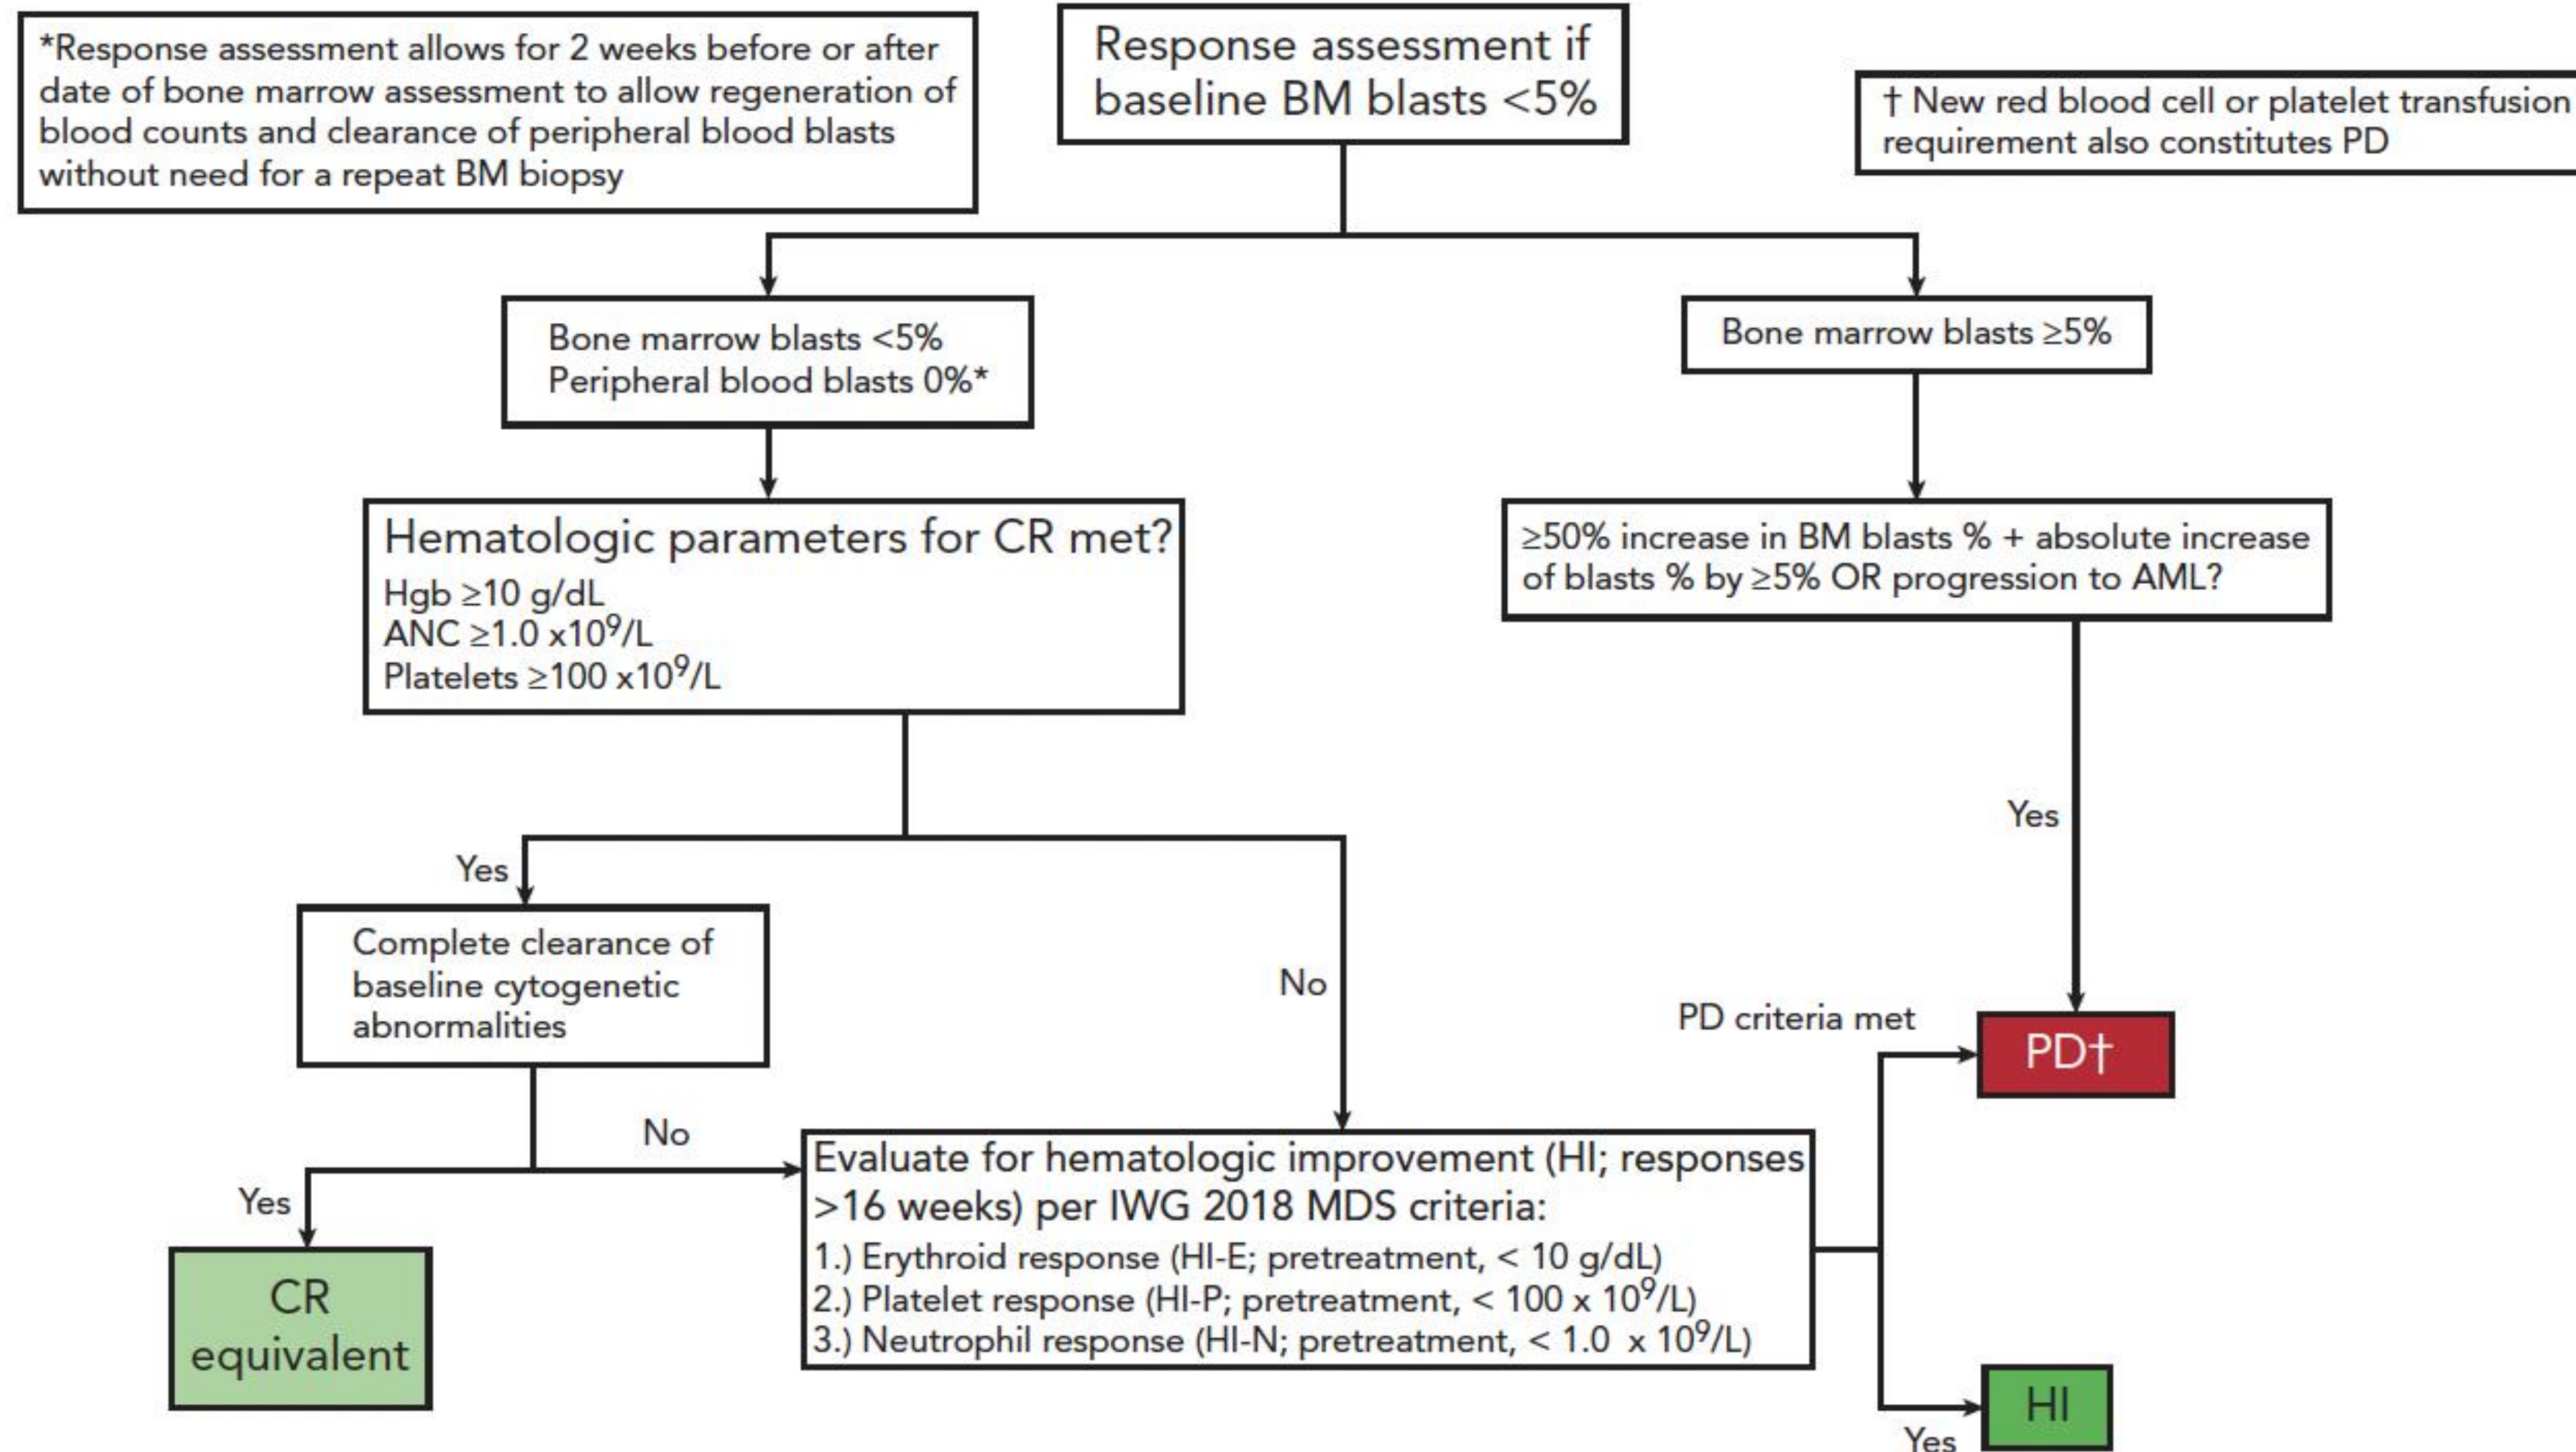 *Response assessment allows for 2 weeks before or after
date of bone marrow assessment to allow regeneration of
blood counts and clearance of peripheral blood blasts
without need for a repeat BM biopsy
Response assessment if
baseline BM blasts <5%
† New red blood cell or platelet transfusion
requirement also constitutes PD
Bone marrow blasts <5%
Peripheral blood blasts 0%*
Bone marrow blasts ≥5%
Hematologic parameters for CR met?
Hgb ≥10 g/dL
ANC ≥1.0 x10⁹/L
Platelets ≥100 x10⁹/L
≥50% increase in BM blasts % + absolute increase
of blasts % by ≥5% OR progression to AML?
Yes
Yes
No
Complete clearance of
baseline cytogenetic
abnormalities
PD criteria met
PD†
No
Yes
Evaluate for hematologic improvement (HI; responses
>16 weeks) per IWG 2018 MDS criteria:
1.) Erythroid response (HI-E; pretreatment, < 10 g/dL)
2.) Platelet response (HI-P; pretreatment, < 100 x 10⁹/L)
3.) Neutrophil response (HI-N; pretreatment, < 1.0 x 10⁹/L)
CR
equivalent
HI
Yes